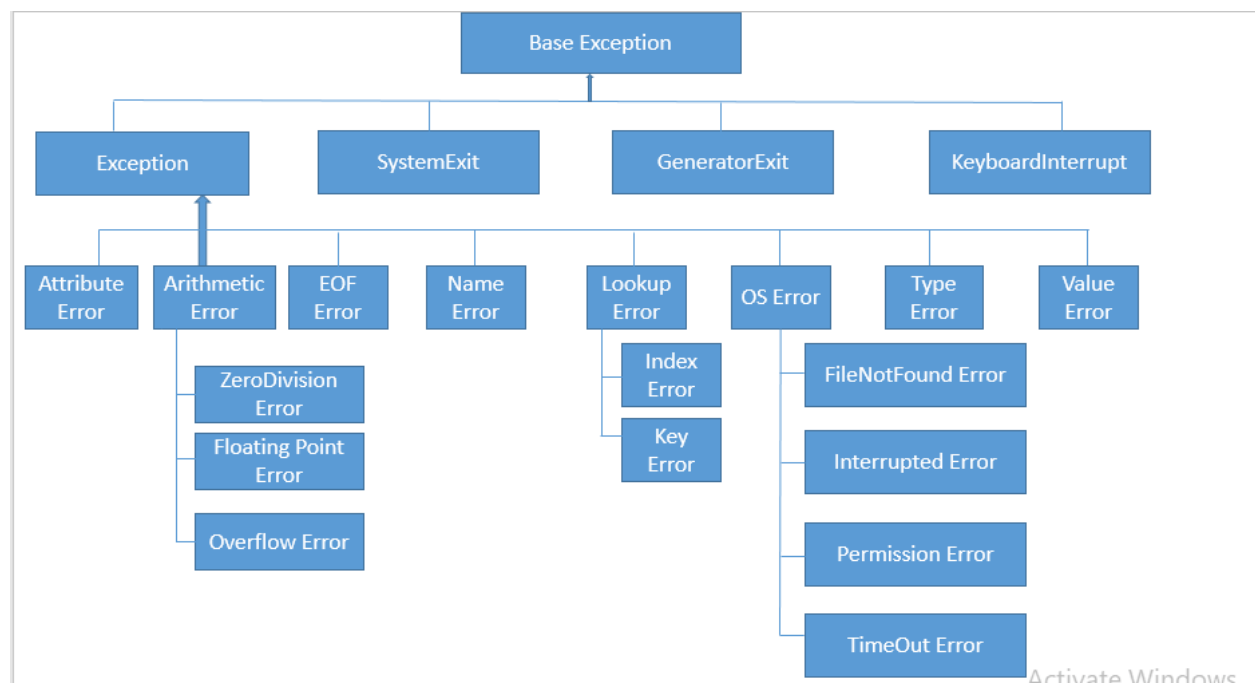 Base Exception
Exception
SystemExit
GeneratorExit
KeyboardInterrupt
Attribute
Error
Arithmetic
Error
EOF
Error
Name
Error
Lookup
Error
OS Error
Type
Error
Value
Error
ZeroDivision
Error
Floating Point
Error
Overflow Error
Index
Error
Key
Error
FileNotFound Error
Interrupted Error
Permission Error
TimeOut Error
Activate Windows